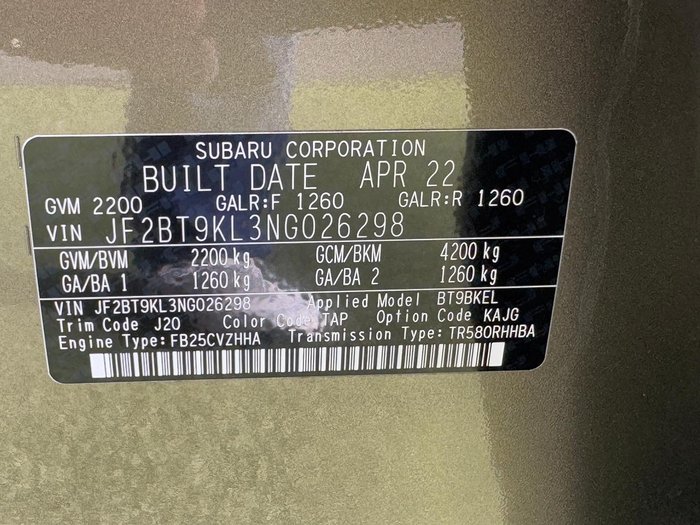 SUBARU CORPORATION
BUILT DATE APR 22
GVM 2200 GALR:F 1260 GALR:R 1260
VIN JF2BT9KL3NG026298
GVM/BVM 2200 kg GCM/BKM 4200 kg
GA/BA 1 1260 kg GA/BA 2 1260 kg
VIN JF2BT9KL3NG026298 Applied Model BT9BKEL
Trim Code J20 Color Code TAP Option Code KAJG
Engine Type:FB25CVZHHA Transmission Type:TR580RHHBA